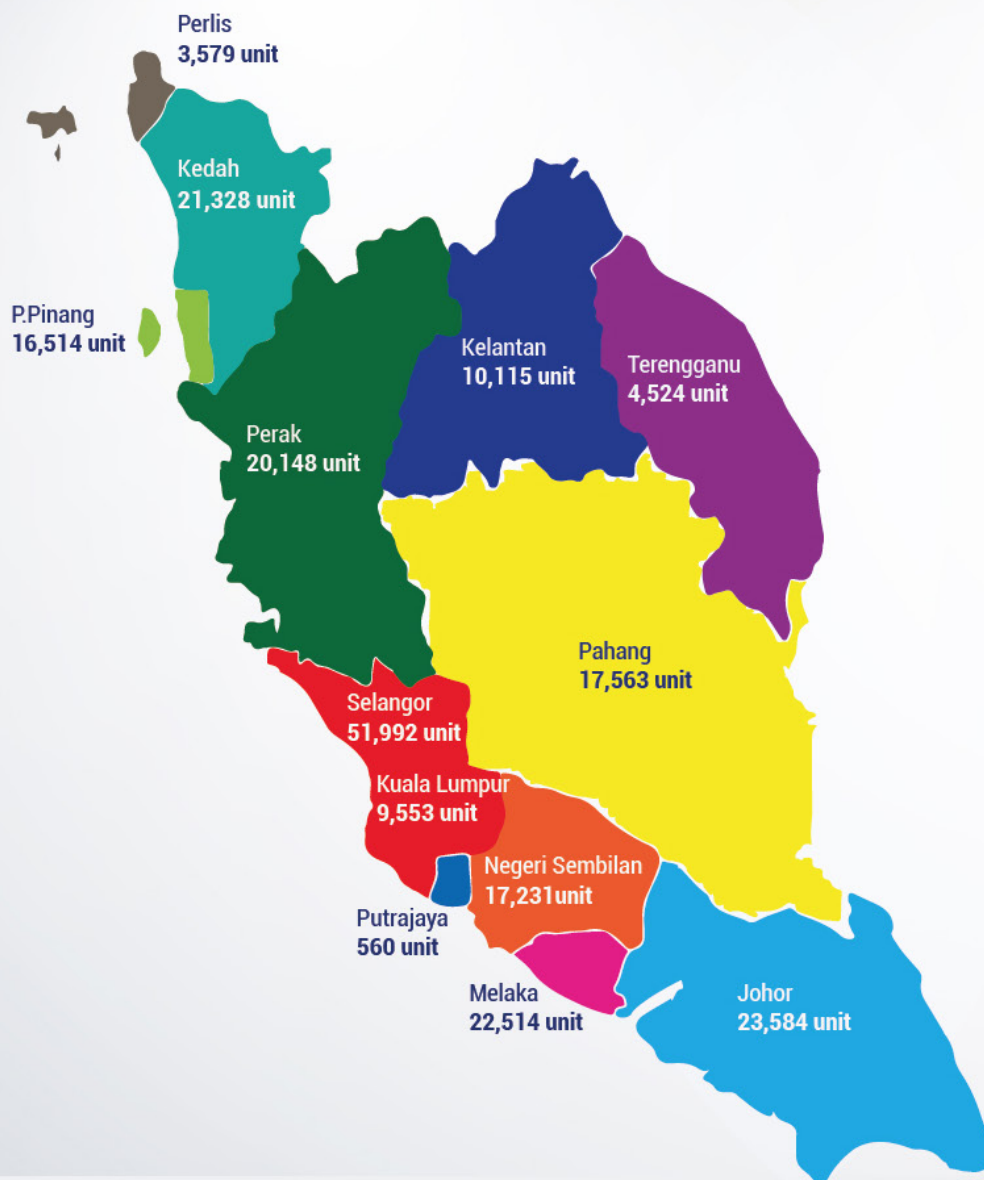 Perlis
3,579 unit
Kedah
21,328 unit
P.Pinang
16,514 unit
Kelantan
10,115 unit
Terengganu
4,524 unit
Perak
20,148 unit
Pahang
17,563 unit
Selangor
51,992 unit
Kuala Lumpur
9,553 unit
Negeri Sembilan
17,231unit
Putrajaya
560 unit
Melaka
22,514 unit
Johor
23,584 unit